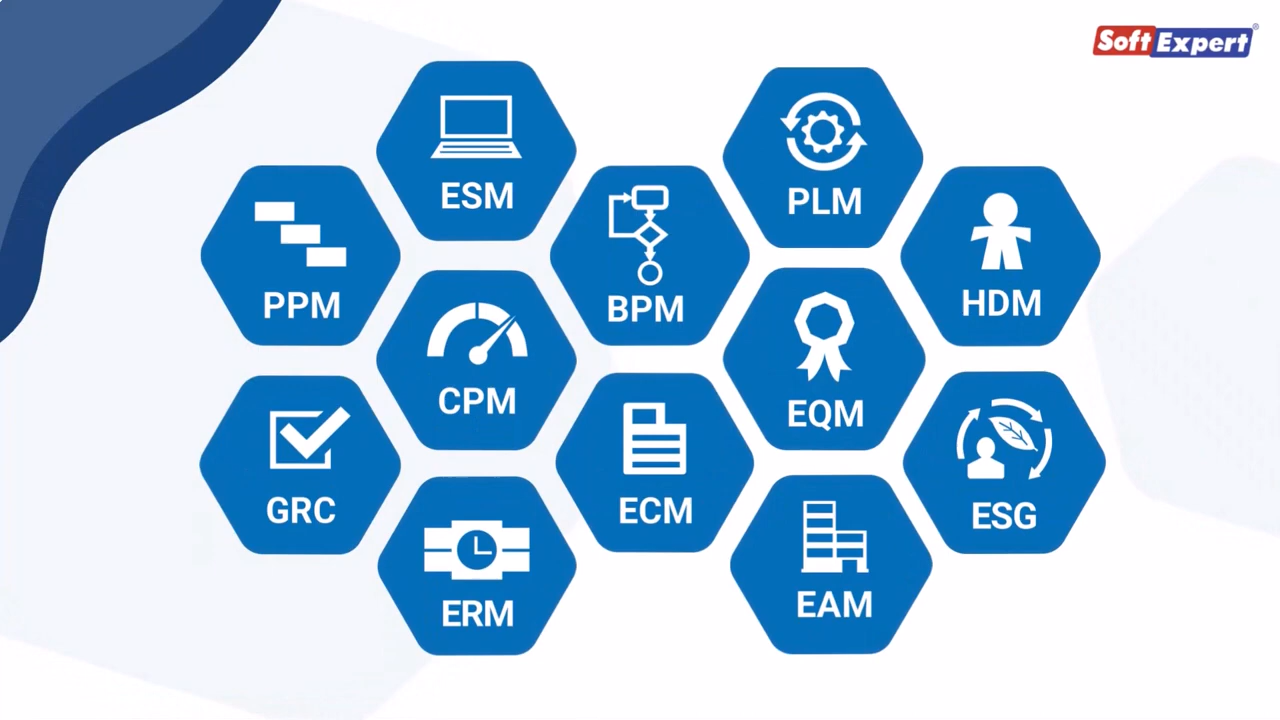 SoftExpert®
ESM
PLM
PPM
BPM
HDM
CPM
EQM
GRC
ECM
ESG
ERM
EAM